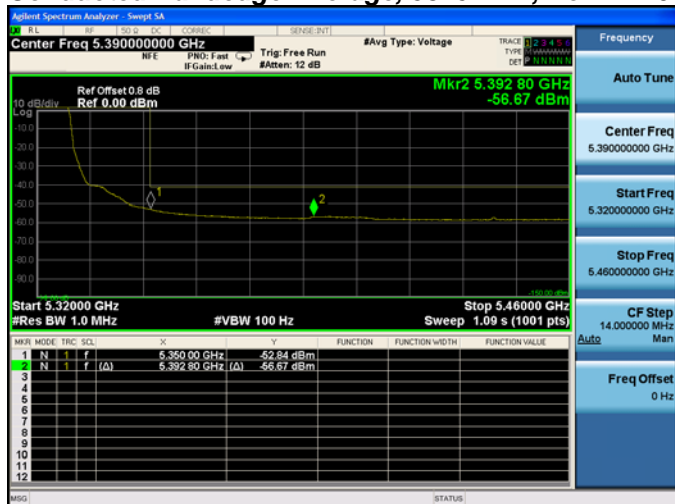 Agilent Spectrum Analyzer - Swept SA
RL RF 50 Ω DC CORREC SENSE:INT
Center Freq 5.390000000 GHz
NFE PNO: Fast IFGain:Low
Trig: Free Run
#Atten: 12 dB
#Avg Type: Voltage
TRACE 1 2 3 4 5 6
TYPE
DET P N N N N N
Ref Offset 0.8 dB
Ref 0.00 dBm
10 dB/div
Log
Mkr2 5.392 80 GHz
-56.67 dBm
-10.0
-20.0
-30.0
-40.0
-50.0
-60.0
-70.0
-80.0
-90.0
1
2
-150.00 dBm
Start 5.32000 GHz
Stop 5.46000 GHz
#Res BW 1.0 MHz
#VBW 100 Hz
Sweep 1.09 s (1001 pts)
MKR MODE TRC SCL X Y FUNCTION FUNCTION WIDTH FUNCTION VALUE
1 N 1 f 5.350 00 GHz -52.84 dBm
2 N 1 f (Δ) 5.392 80 GHz (Δ) -56.67 dBm
3
4
5
6
7
8
9
10
11
12
MSG
STATUS
Frequency
Auto Tune
Center Freq
5.390000000 GHz
Start Freq
5.320000000 GHz
Stop Freq
5.460000000 GHz
CF Step
14.000000 MHz
Auto Man
Freq Offset
0 Hz